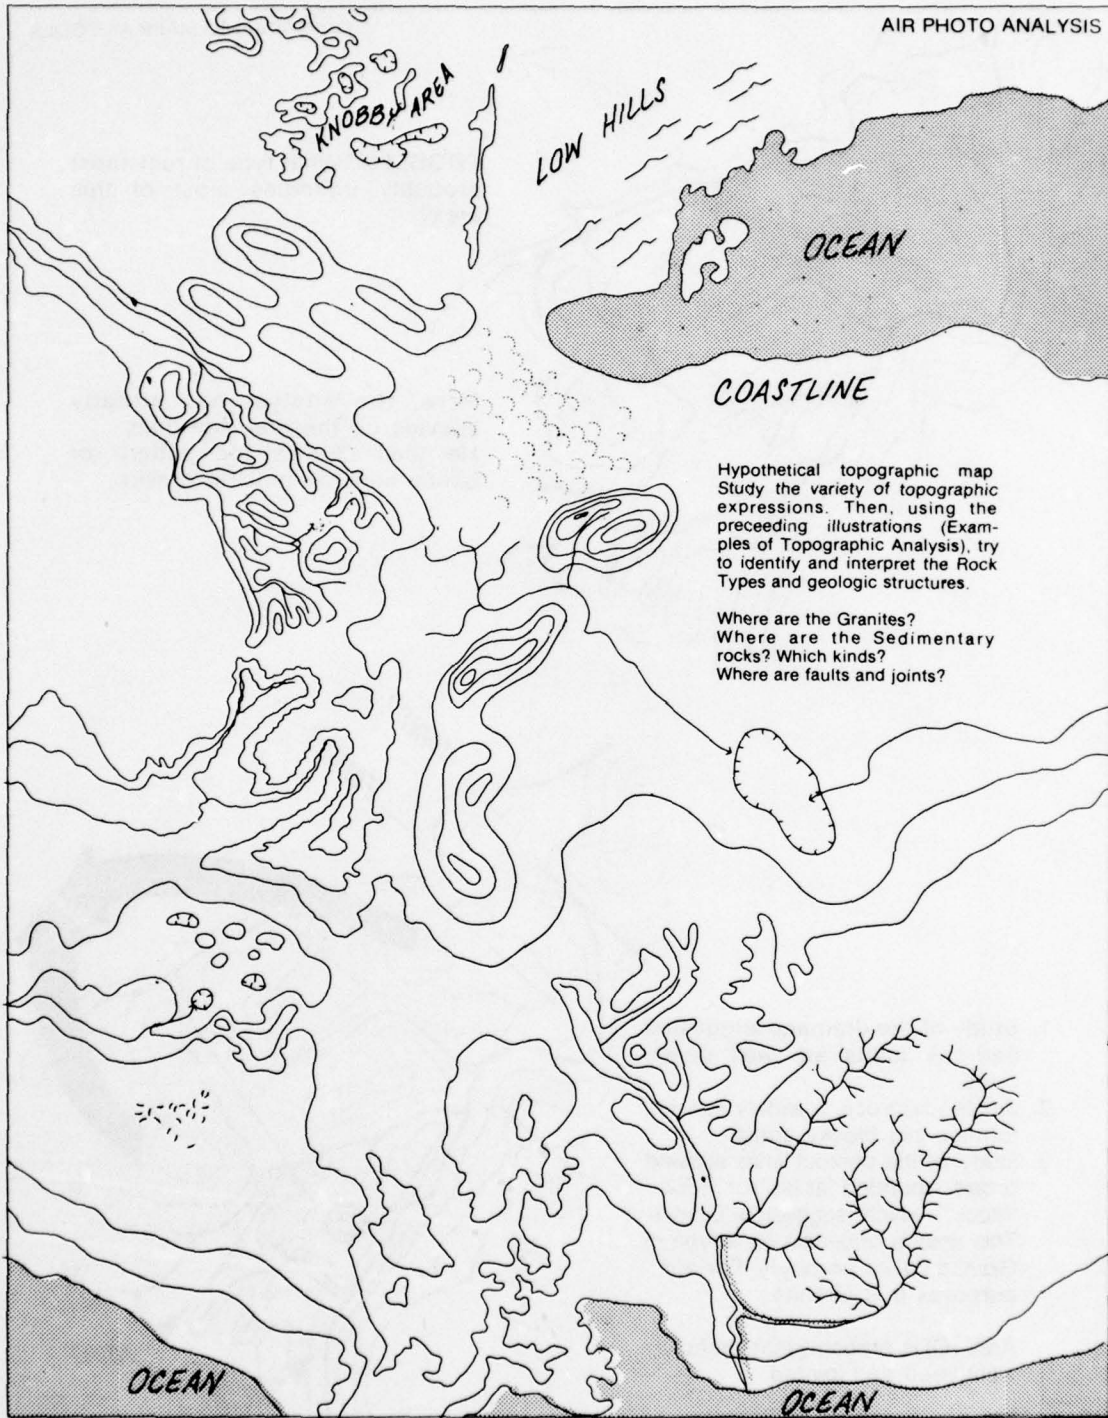 AIR PHOTO ANALYSIS
KNOBBY AREA
LOW HILLS
OCEAN
COASTLINE
Hypothetical topographic map
Study the variety of topographic
expressions. Then, using the
preceeding illustrations (Exam-
ples of Topographic Analysis), try
to identify and interpret the Rock
Types and geologic structures.
Where are the Granites?
Where are the Sedimentary
rocks? Which kinds?
Where are faults and joints?
OCEAN
OCEAN